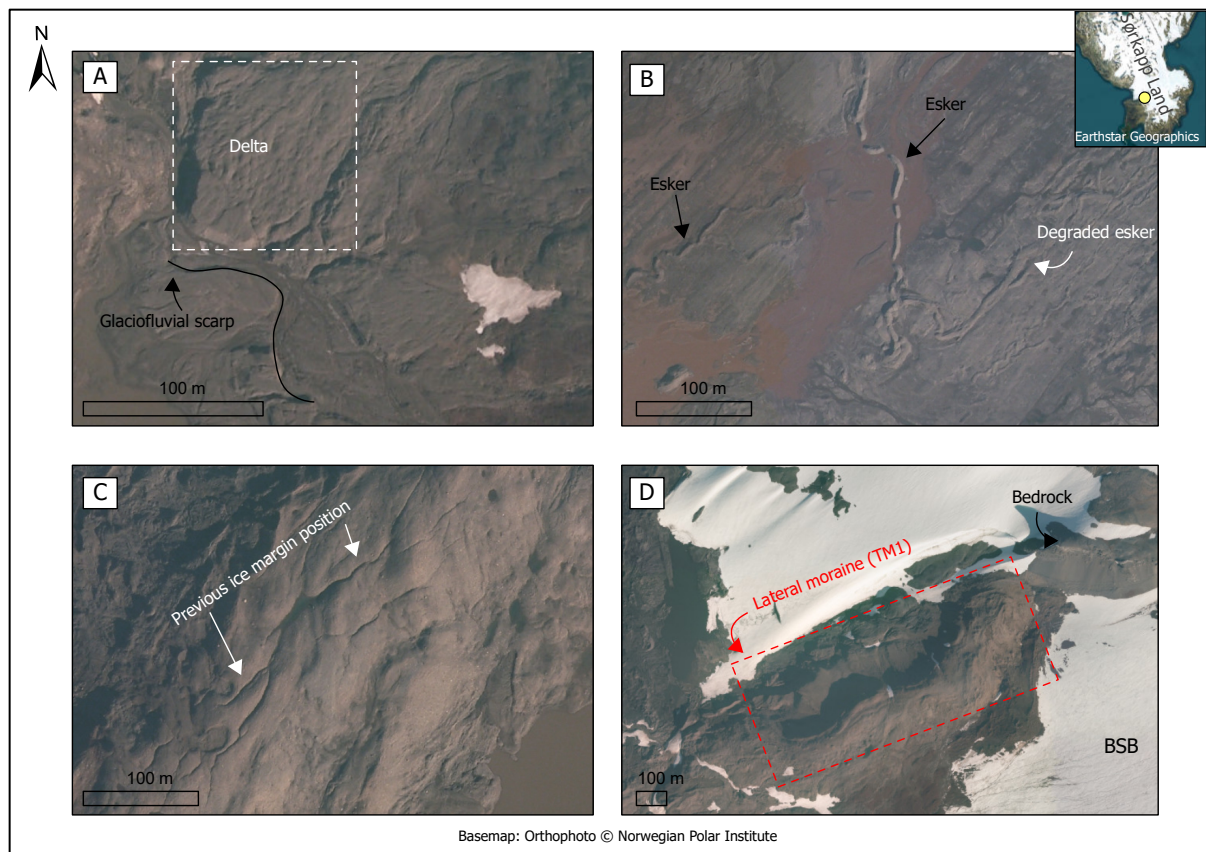 N
A
Delta
Glaciofluvial scarp
100 m
B
Esker
Esker
Degraded esker
100 m
Sørkapp Land
Earthstar Geographics
C
Previous ice margin position
100 m
D
Bedrock
Lateral moraine (TM1)
BSB
100 m
Basemap: Orthophoto © Norwegian Polar Institute